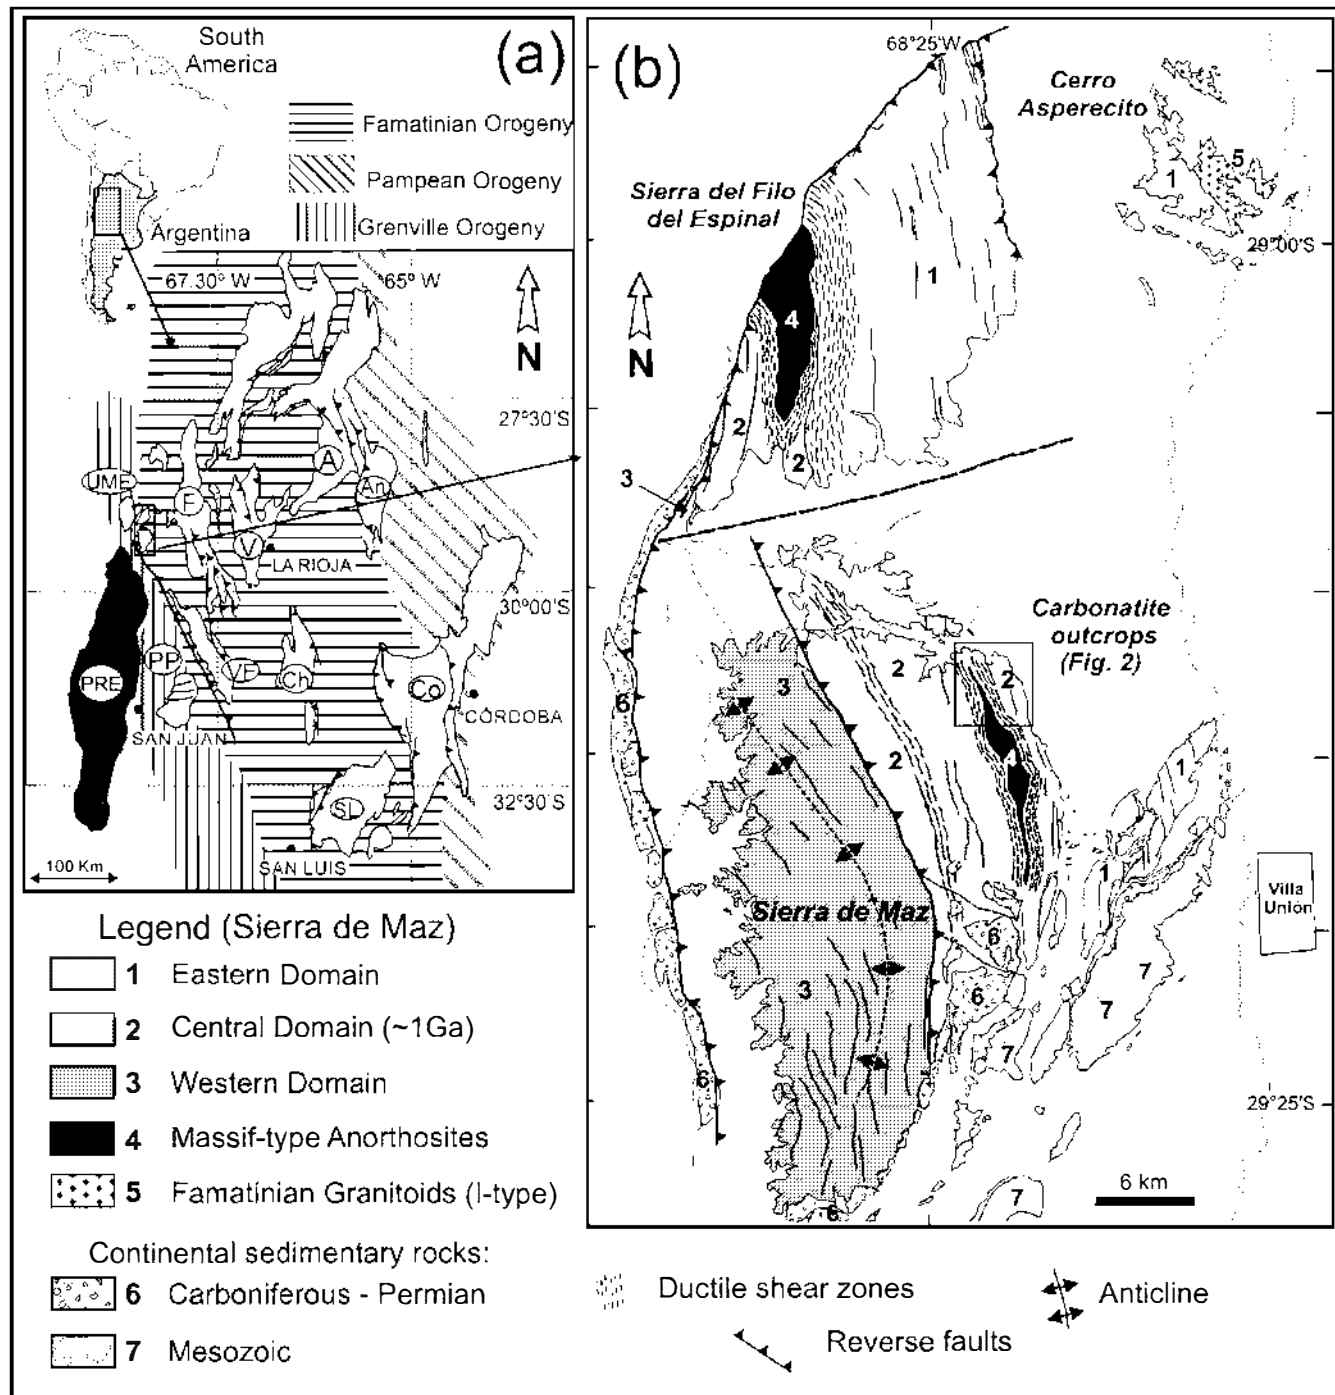 South
America
(a)
Famatinian Orogeny
Pampean Orogeny
Grenville Orogeny
Argentina
67.30° W
65° W
N
27°30'S
UME
F
A
An
V
LA RIOJA
30°00'S
PRE
PP
VF
Ch
Co
CÓRDOBA
SAN JUAN
32°30'S
SL
SAN LUIS
100 Km
(b)
68°25'W
Cerro
Asperecito
5
1
Sierra del Filo
del Espinal
29°00'S
1
4
N
2
2
3
Carbonatite
outcrops
(Fig. 2)
2
2
3
6
2
1
1
Villa
Unión
Sierra de Maz
6
7
3
6
7
7
6
29°25'S
7
6 km
6
Legend (Sierra de Maz)
1 Eastern Domain
2 Central Domain (~1Ga)
3 Western Domain
4 Massif-type Anorthosites
5 Famatinian Granitoids (I-type)
Continental sedimentary rocks:
6 Carboniferous - Permian
7 Mesozoic
Ductile shear zones
Anticline
Reverse faults